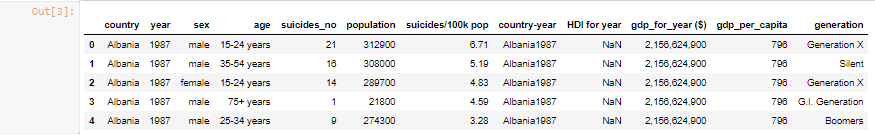 Out[3]:
country year sex age suicides_no population suicides/100k pop country-year HDI for year gdp_for_year ($) gdp_per_capita generation
0 Albania 1987 male 15-24 years 21 312900 6.71 Albania1987 NaN 2,156,624,900 796 Generation X
1 Albania 1987 male 35-54 years 16 308000 5.19 Albania1987 NaN 2,156,624,900 796 Silent
2 Albania 1987 female 15-24 years 14 289700 4.83 Albania1987 NaN 2,156,624,900 796 Generation X
3 Albania 1987 male 75+ years 1 21800 4.59 Albania1987 NaN 2,156,624,900 796 G.I. Generation
4 Albania 1987 male 25-34 years 9 274300 3.28 Albania1987 NaN 2,156,624,900 796 Boomers